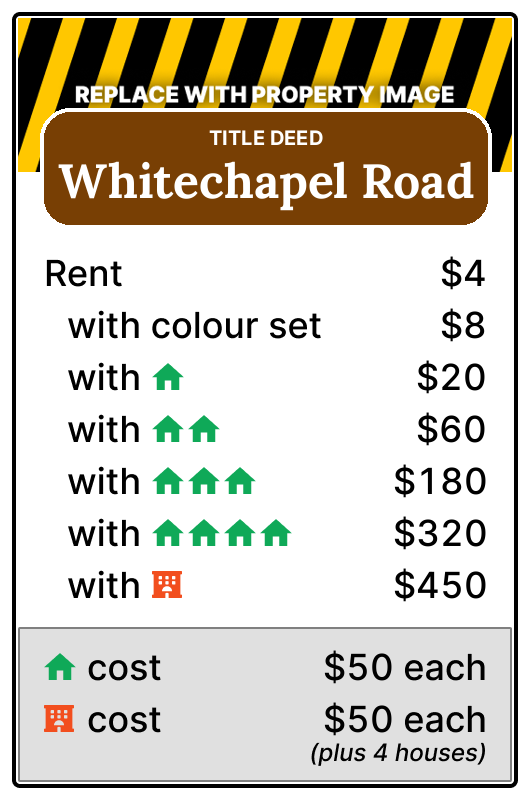 REPLACE WITH PROPERTY IMAGE
TITLE DEED
Whitechapel Road
Rent $4
with colour set $8
with $20
with $60
with $180
with $320
with $450
cost $50 each
cost $50 each
(plus 4 houses)